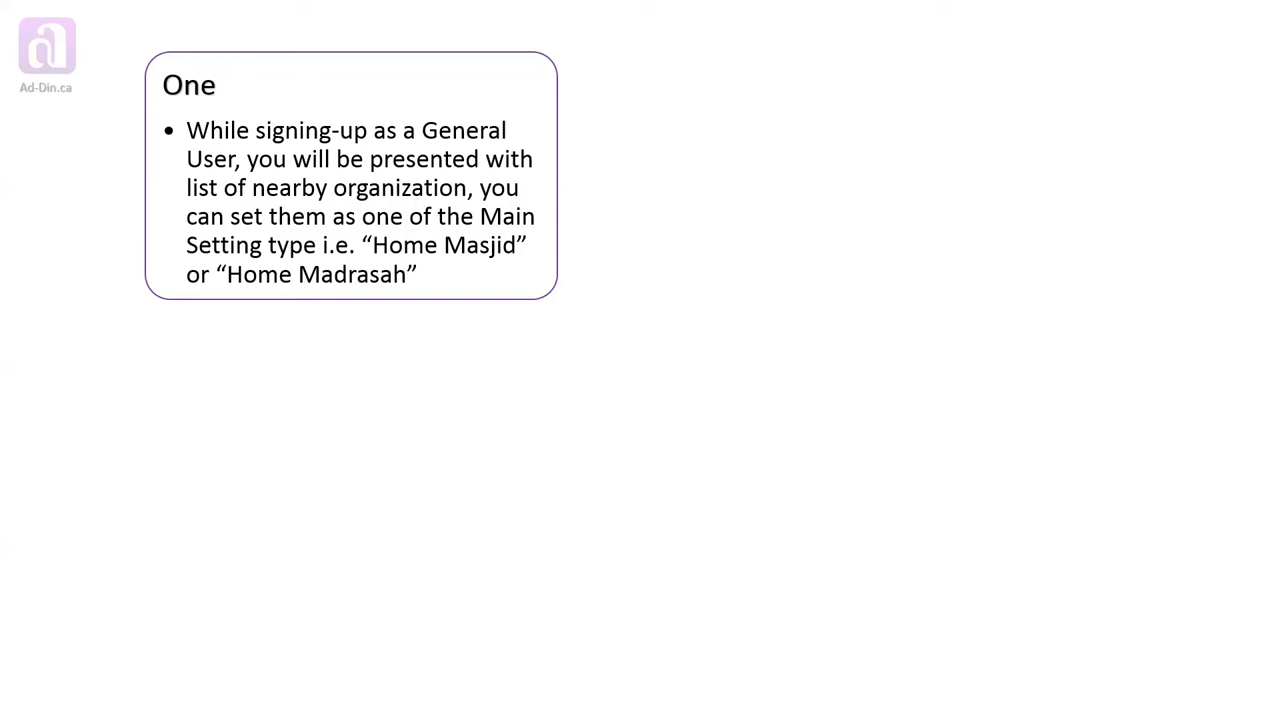 Ad-Din.ca
One
• While signing-up as a General
User, you will be presented with
list of nearby organization, you
can set them as one of the Main
Setting type i.e. “Home Masjid”
or “Home Madrasah”